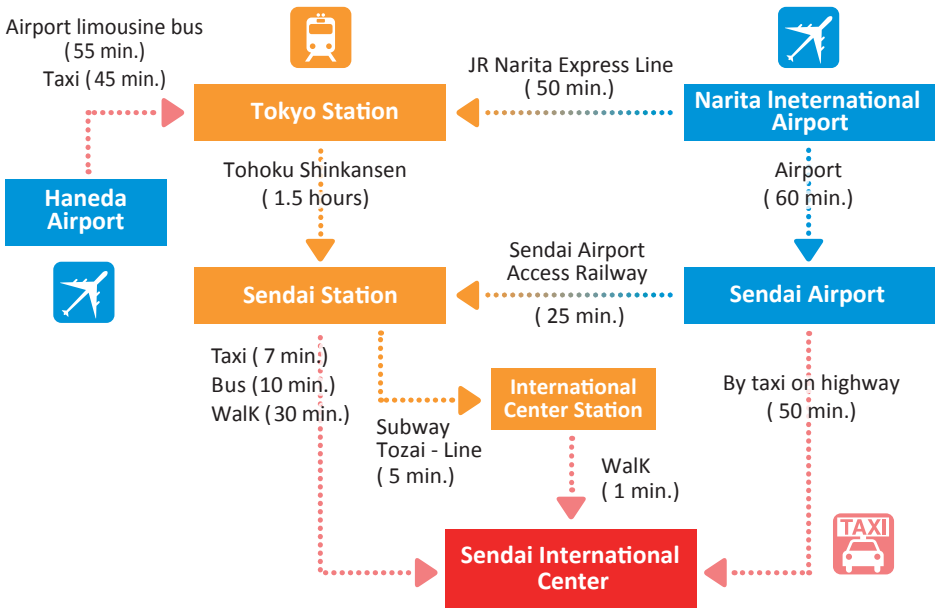 Airport limousine bus
( 55 min.)
Taxi ( 45 min.)
JR Narita Express Line
( 50 min.)
Tokyo Station
Narita Ineternational
Airport
Tohoku Shinkansen
( 1.5 hours)
Airport
( 60 min.)
Haneda
Airport
Sendai Airport
Access Railway
( 25 min.)
Sendai Station
Sendai Airport
Taxi ( 7 min.)
Bus (10 min.)
WalK ( 30 min.)
International
Center Station
By taxi on highway
( 50 min.)
Subway
Tozai - Line
( 5 min.)
WalK
( 1 min.)
TAXI
Sendai International
Center